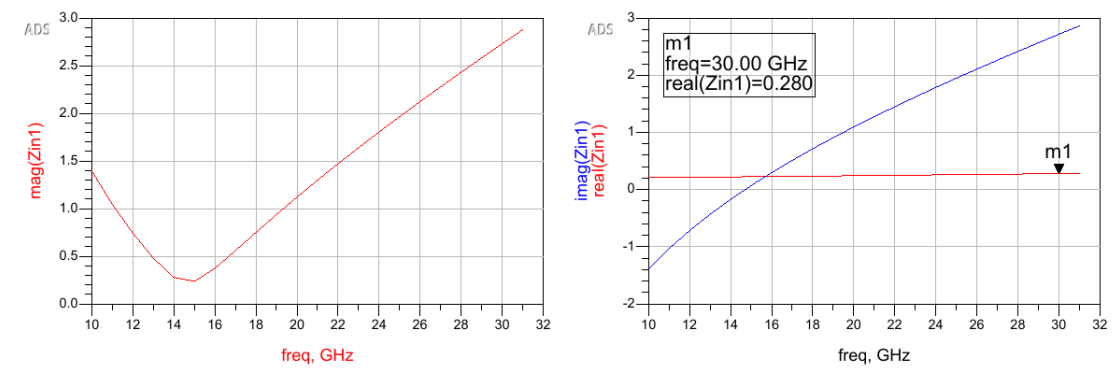 ADS
mag(Zin1)
3.0
2.5
2.0
1.5
1.0
0.5
0.0
10 12 14 16 18 20 22 24 26 28 30 32
freq, GHz
ADS
imag(Zin1)
real(Zin1)
3
2
1
0
-1
-2
m1
freq=30.00 GHz
real(Zin1)=0.280
m1
10 12 14 16 18 20 22 24 26 28 30 32
freq, GHz